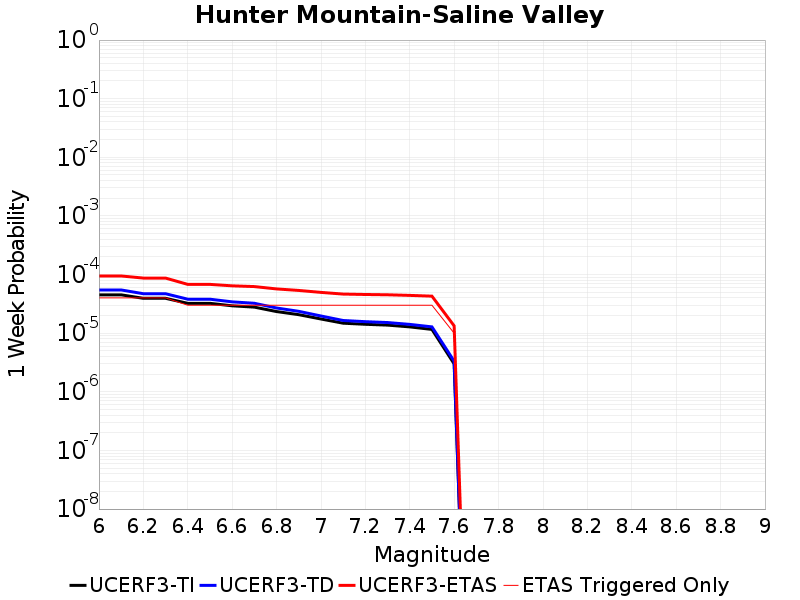 Hunter Mountain-Saline Valley
1 Week Probability
10^0
10^-1
10^-2
10^-3
10^-4
10^-5
10^-6
10^-7
10^-8
6 6.2 6.4 6.6 6.8 7 7.2 7.4 7.6 7.8 8 8.2 8.4 8.6 8.8 9
Magnitude
UCERF3-TI UCERF3-TD UCERF3-ETAS ETAS Triggered Only